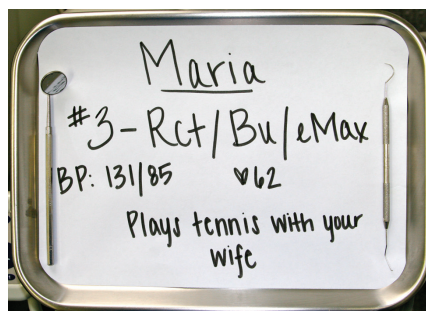 Maria
#3-Rct/Bu/eMax
BP: 131/85 ♥62
Plays tennis with your
wife